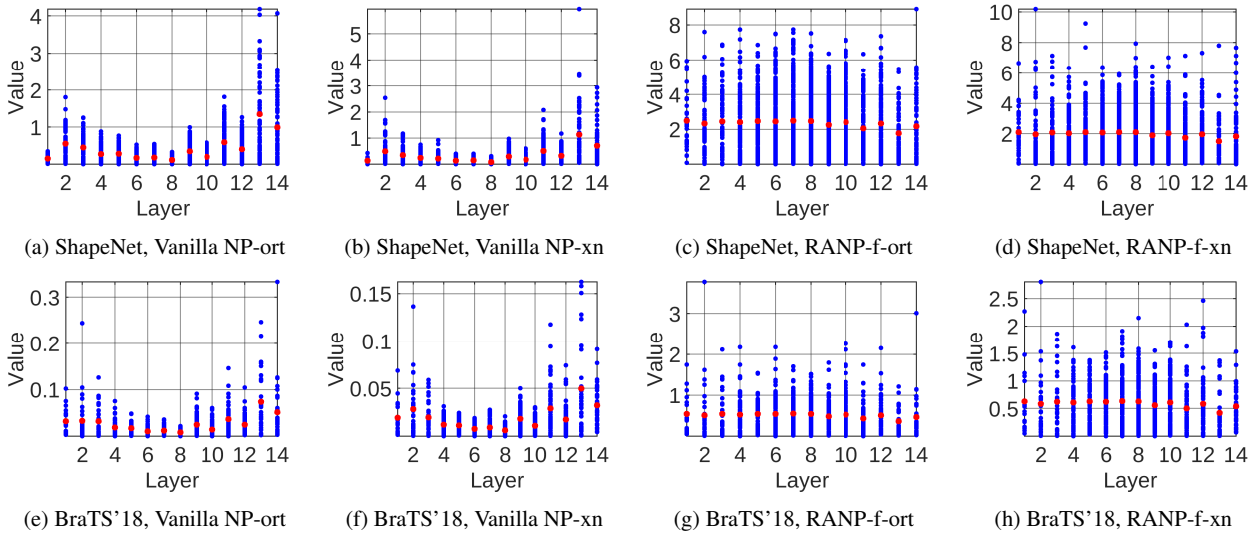 4
3
2
1
Value
2 4 6 8 10 12 14
Layer
(a) ShapeNet, Vanilla NP-ort
5
4
3
2
1
Value
2 4 6 8 10 12 14
Layer
(b) ShapeNet, Vanilla NP-xn
8
6
4
2
Value
2 4 6 8 10 12 14
Layer
(c) ShapeNet, RANP-f-ort
10
8
6
4
2
0
Value
2 4 6 8 10 12 14
Layer
(d) ShapeNet, RANP-f-xn
0.3
0.2
0.1
Value
2 4 6 8 10 12 14
Layer
(e) BraTS'18, Vanilla NP-ort
0.15
0.1
0.05
Value
2 4 6 8 10 12 14
Layer
(f) BraTS'18, Vanilla NP-xn
3
2
1
Value
2 4 6 8 10 12 14
Layer
(g) BraTS'18, RANP-f-ort
2.5
2
1.5
1
0.5
Value
2 4 6 8 10 12 14
Layer
(h) BraTS'18, RANP-f-xn